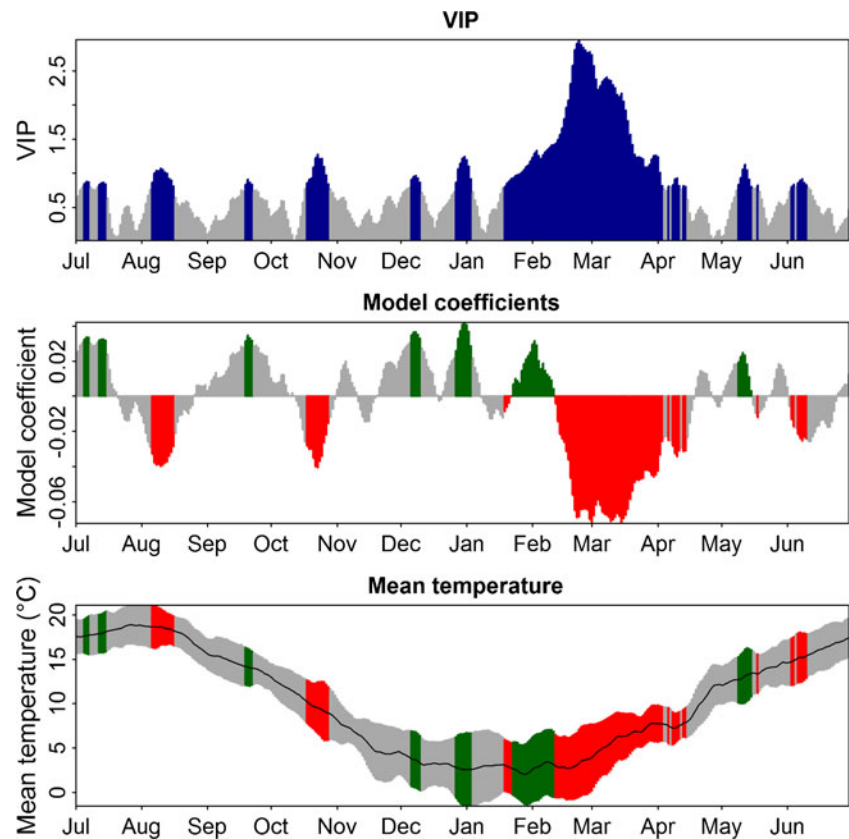 VIP
VIP
2.5
1.5
0.5
Jul Aug Sep Oct Nov Dec Jan Feb Mar Apr May Jun
Model coefficients
Model coefficient
0.02
-0.02
-0.06
Jul Aug Sep Oct Nov Dec Jan Feb Mar Apr May Jun
Mean temperature
Mean temperature (°C)
20
15
10
5
0
Jul Aug Sep Oct Nov Dec Jan Feb Mar Apr May Jun